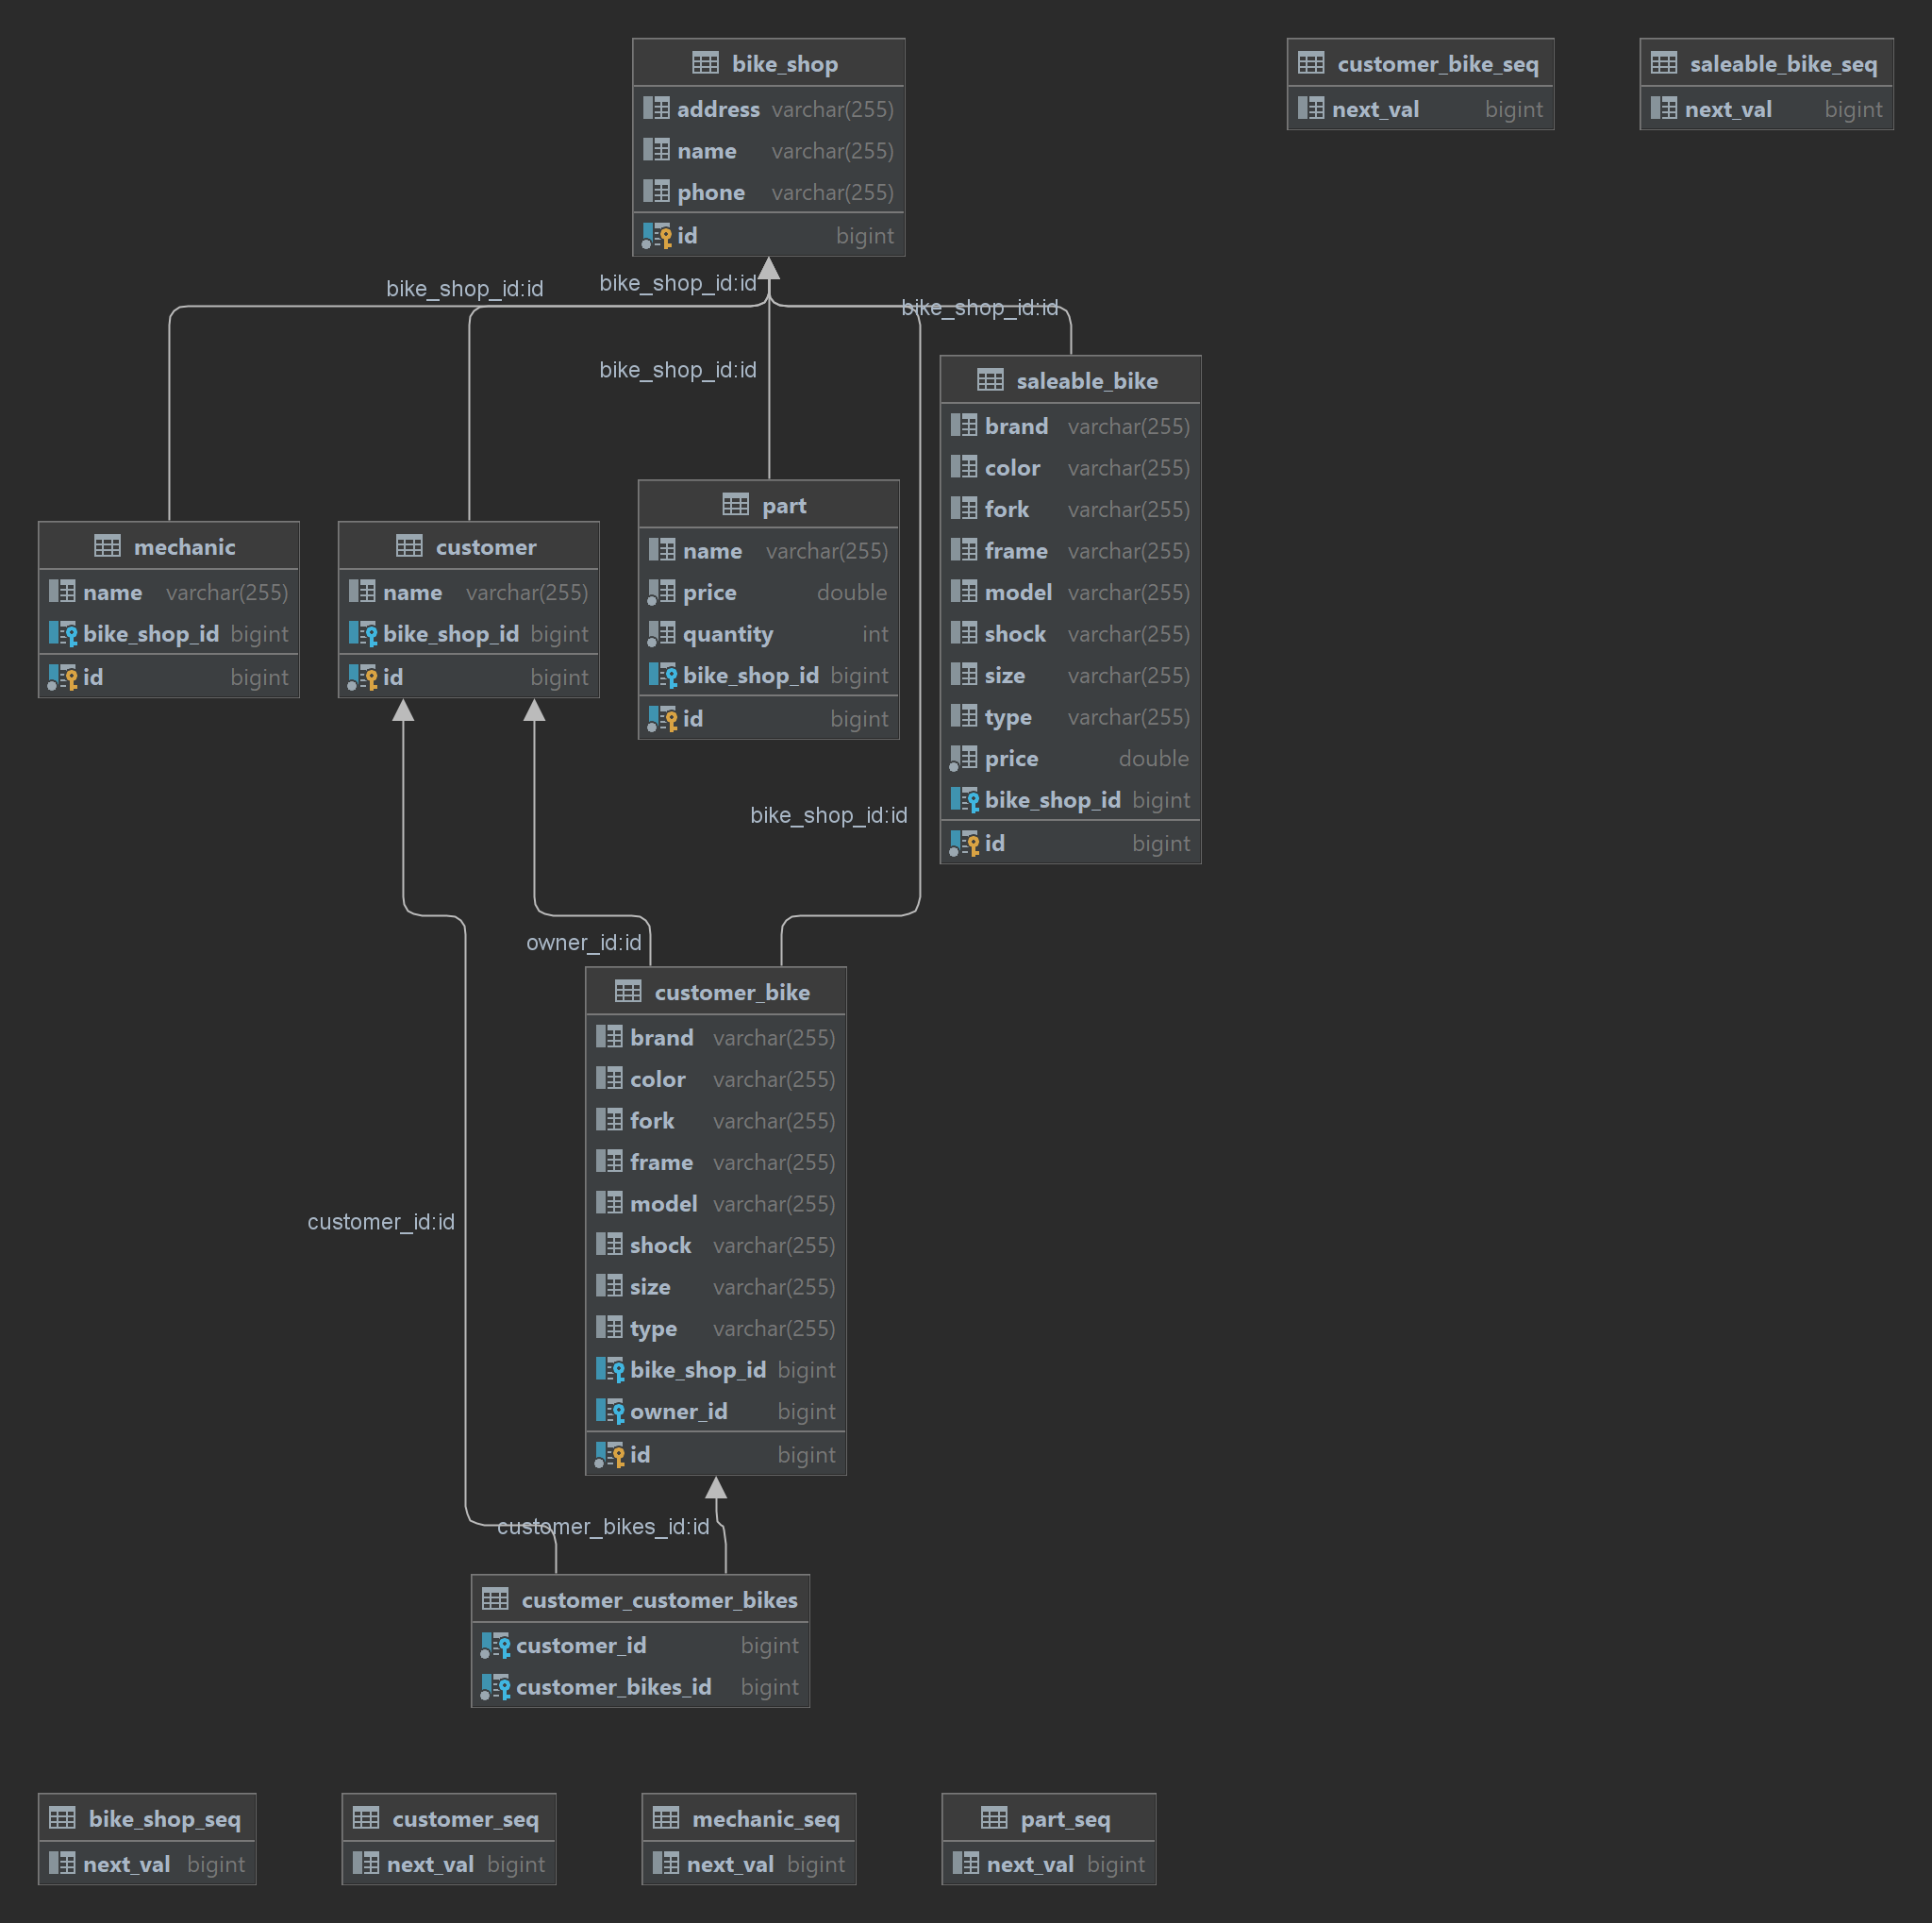 bike_shop
address varchar(255)
name varchar(255)
phone varchar(255)
id bigint
customer_bike_seq
next_val bigint
saleable_bike_seq
next_val bigint
bike_shop_id:id
bike_shop_id:id
bike_shop_id:id
bike_shop_id:id
saleable_bike
brand varchar(255)
color varchar(255)
fork varchar(255)
frame varchar(255)
model varchar(255)
shock varchar(255)
size varchar(255)
type varchar(255)
price double
bike_shop_id bigint
id bigint
mechanic
name varchar(255)
bike_shop_id bigint
id bigint
customer
name varchar(255)
bike_shop_id bigint
id bigint
part
name varchar(255)
price double
quantity int
bike_shop_id bigint
id bigint
bike_shop_id:id
owner_id:id
customer_bike
brand varchar(255)
color varchar(255)
fork varchar(255)
frame varchar(255)
model varchar(255)
shock varchar(255)
size varchar(255)
type varchar(255)
bike_shop_id bigint
owner_id bigint
id bigint
customer_id:id
customer_bikes_id:id
customer_customer_bikes
customer_id bigint
customer_bikes_id bigint
bike_shop_seq
next_val bigint
customer_seq
next_val bigint
mechanic_seq
next_val bigint
part_seq
next_val bigint